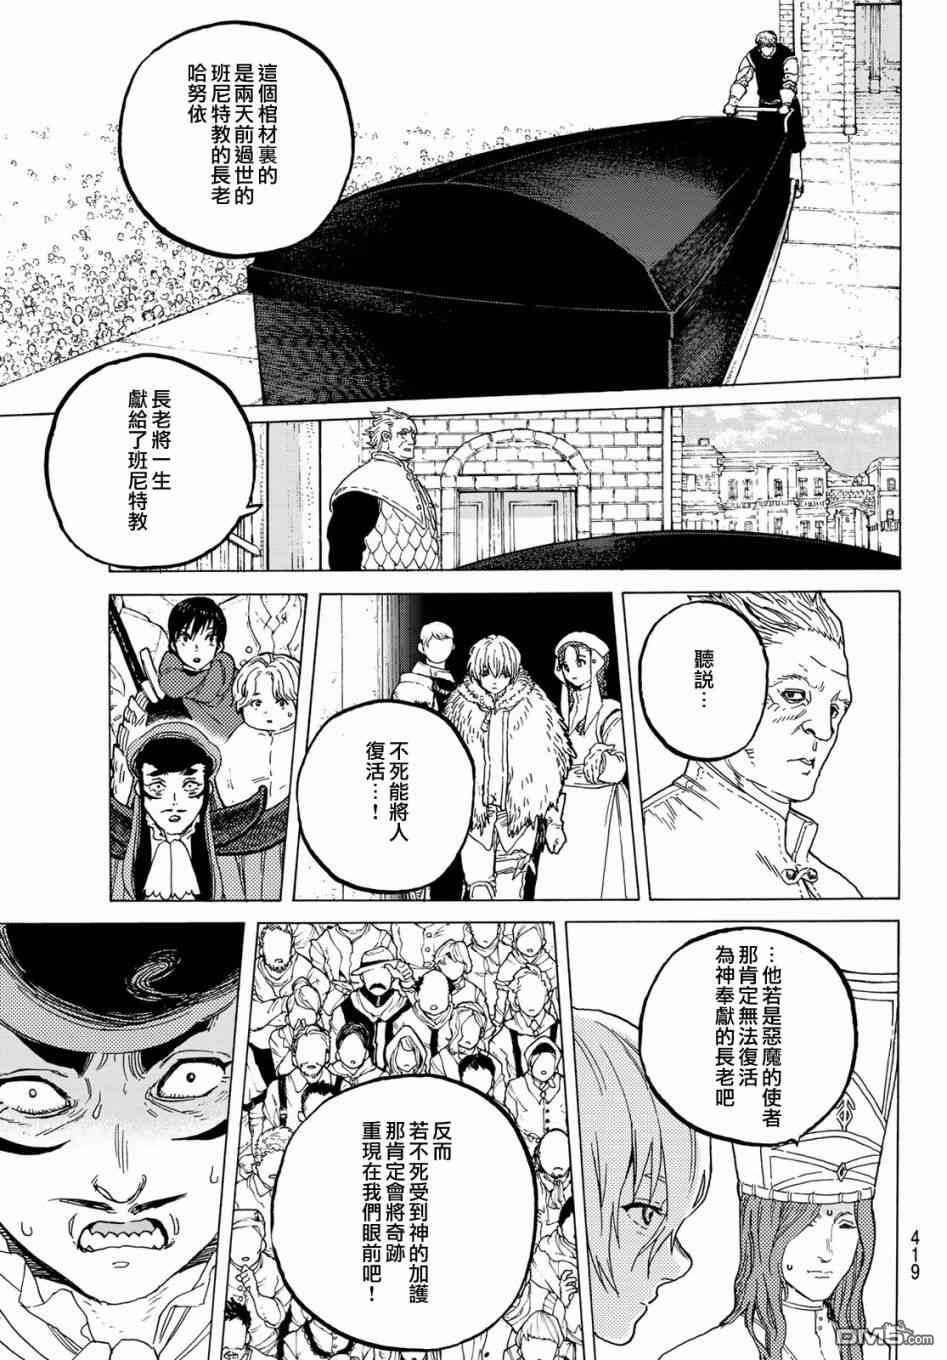 這個棺材裏的
是兩天前過世的
班尼特教的長老
哈努依
長老將一生
獻給了班尼特教
聽説…
不死能將人
復活…！
…他若是惡魔的使者
那肯定無法復活
為神奉獻的長老吧
反而
若不死受到神的加護
那肯定會將奇跡
重現在我們眼前吧！
419